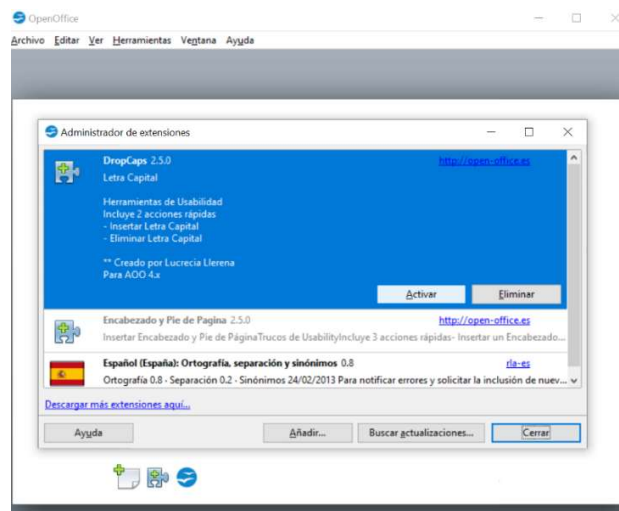 OpenOffice
Archivo Editar Ver Herramientas Ventana Ayuda
Administrador de extensiones
DropCaps 2.5.0 http://open-office.es
Letra Capital
Herramientas de Usabilidad
Incluye 2 acciones rápidas
- Insertar Letra Capital
- Eliminar Letra Capital
** Creado por Lucrecia Llerena
Para AOO 4.x
Activar Eliminar
Encabezado y Pie de Pagina 2.5.0 http://open-office.es
Insertar Encabezado y Pie de PáginaTrucos de UsabilityIncluye 3 acciones rápidas- Insertar un Encabezado...
Español (España): Ortografía, separación y sinónimos 0.8 rla-es
Ortografía 0.8 - Separación 0.2 - Sinónimos 24/02/2013 Para notificar errores y solicitar la inclusión de nuev...
Descargar más extensiones aquí...
Ayuda Añadir... Buscar actualizaciones... Cerrar